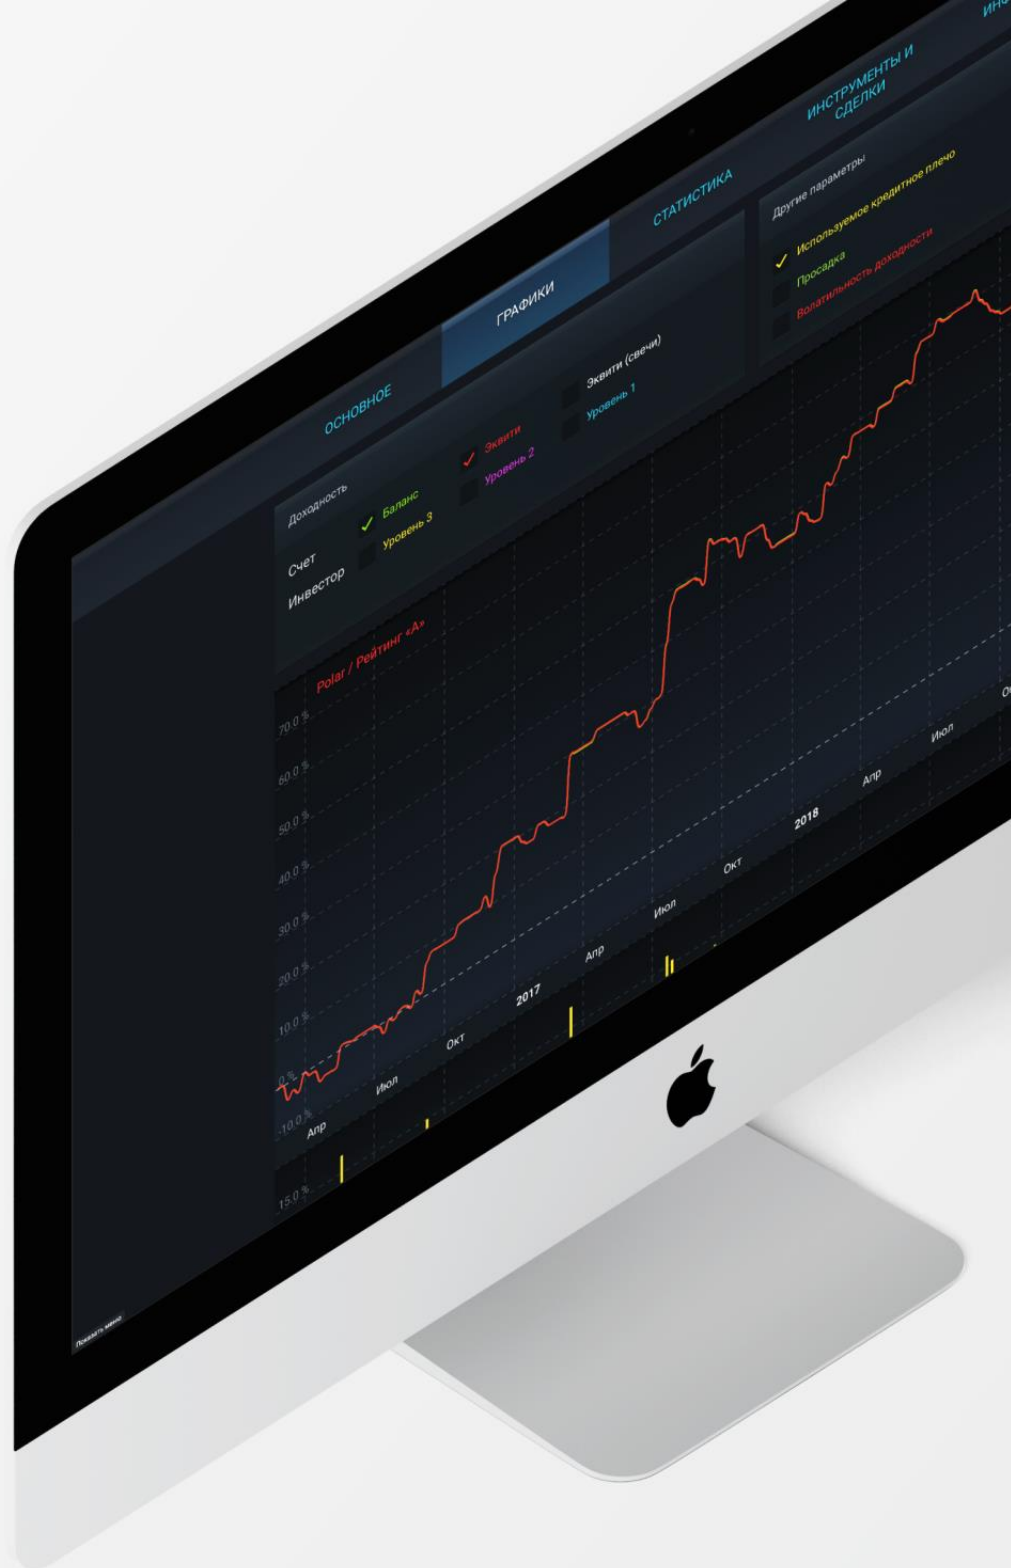 ОСНОВНОЕ
ГРАФИКИ
СТАТИСТИКА
ИНСТРУМЕНТЫ И
СДЕЛКИ
Доходность
Счет
Баланс
Эквити
Эквити (свечи)
Инвестор
Уровень 3
Уровень 2
Уровень 1
Другие параметры
Используемое кредитное плечо
Просадка
Волатильность доходности
Polar / Рейтинг «А»
70.0 %
60.0 %
50.0 %
40.0 %
30.0 %
20.0 %
10.0 %
0 %
-10.0 %
Апр
Июл
Окт
2017
Апр
Июл
Окт
2018
Апр
Июл
15.0 %
Показать меню